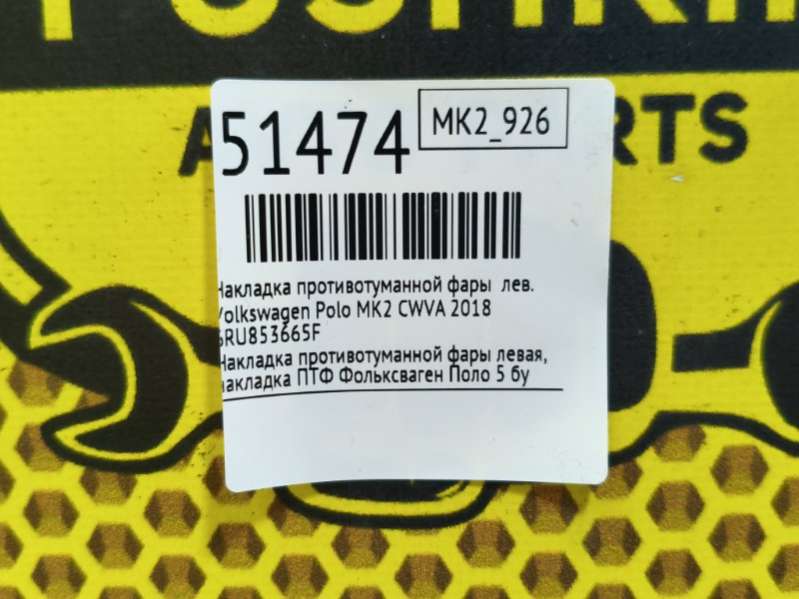 51474
MK2_926
RTS
Накладка противотуманной фары лев.
Volkswagen Polo MK2 CWVA 2018
6RU853665F
Накладка противотуманной фары левая,
накладка ПТФ Фольксваген Поло 5 бу